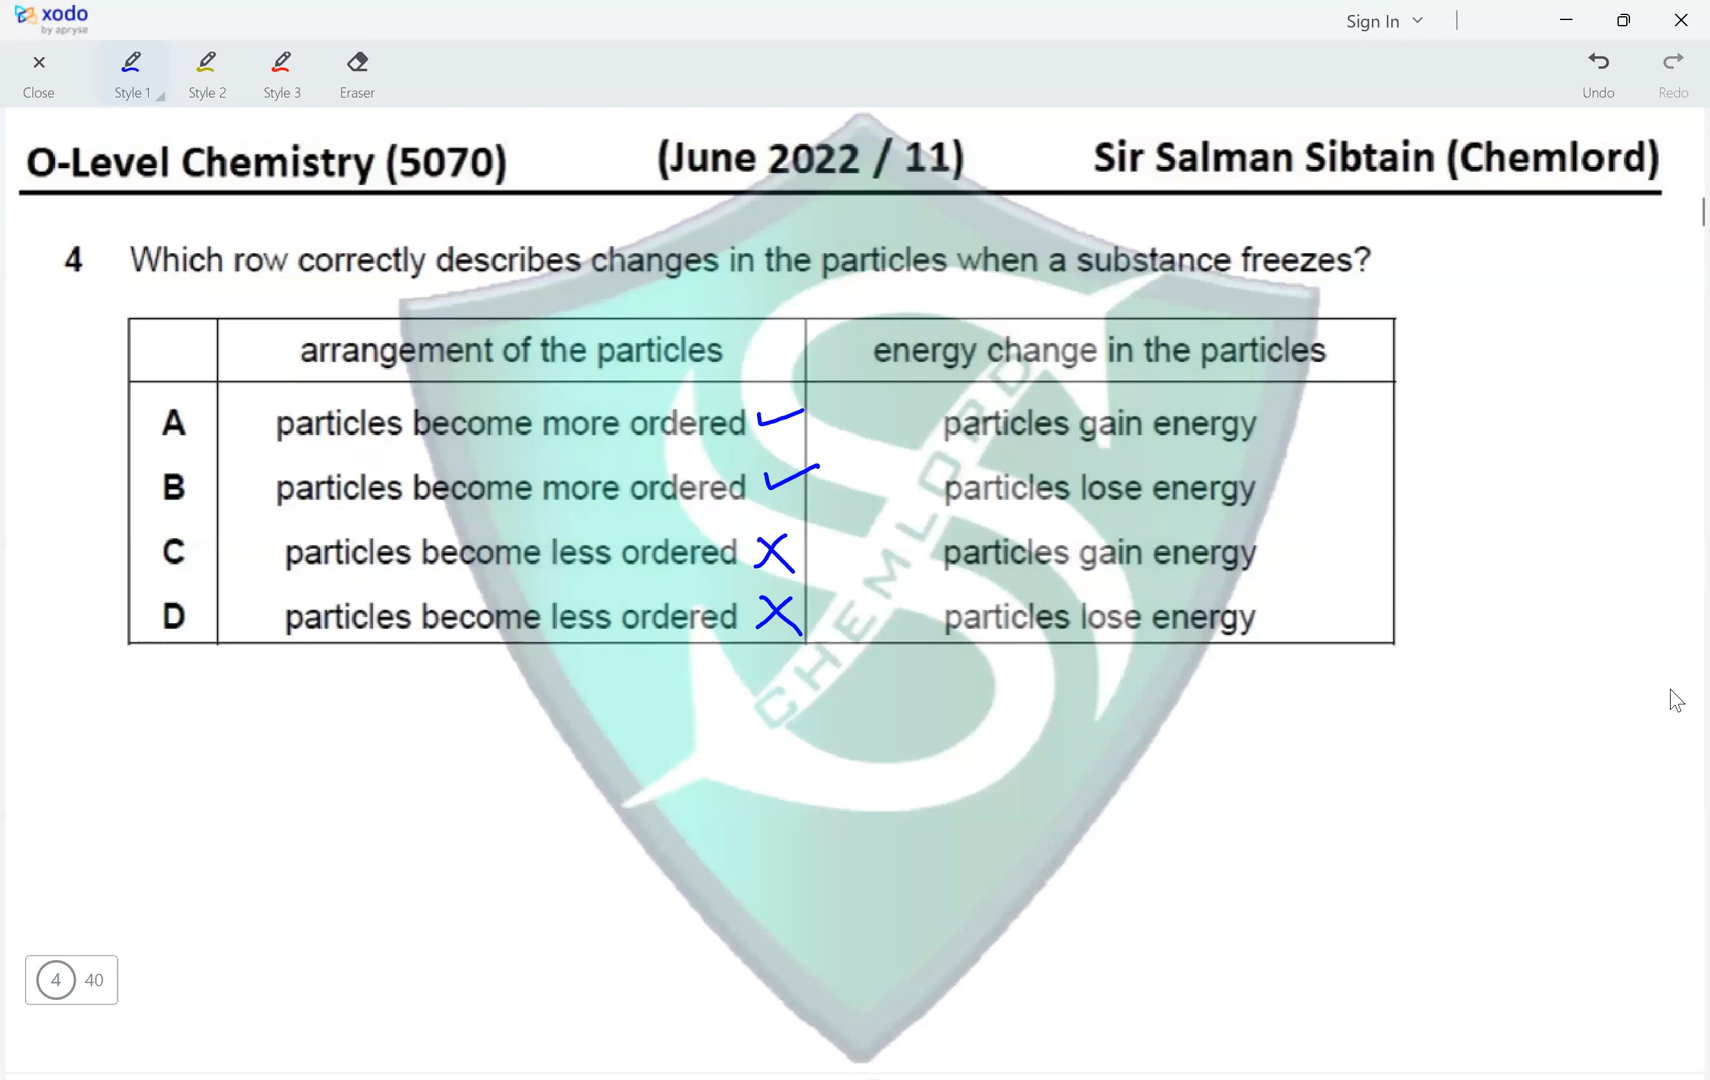 xodo
by apryse
Sign In
Close
Style 1
Style 2
Style 3
Eraser
Undo
Redo
O-Level Chemistry (5070) (June 2022 / 11) Sir Salman Sibtain (Chemlord)
4 Which row correctly describes changes in the particles when a substance freezes?
arrangement of the particles energy change in the particles
A particles become more ordered ✓ particles gain energy
B particles become more ordered ✓ particles lose energy
C particles become less ordered X particles gain energy
D particles become less ordered X particles lose energy
CHEMLORD
4 40